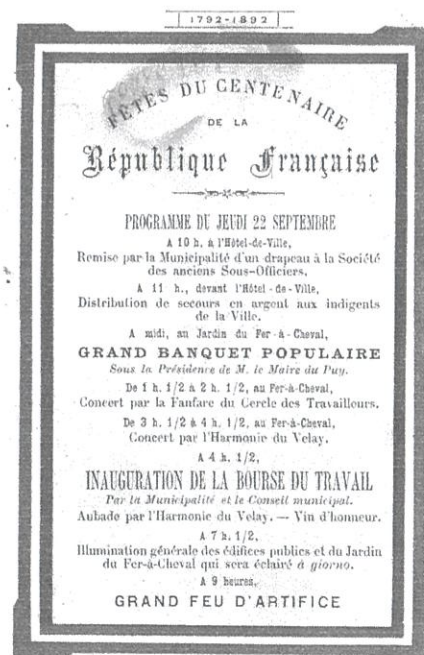 1792-1892
FÊTES DU CENTENAIRE
DE LA
République Française
PROGRAMME DU JEUDI 22 SEPTEMBRE
A 10 h. à l'Hôtel-de-Ville,
Remise par la Municipalité d'un drapeau à la Société
des anciens Sous-Officiers.
A 11 h., devant l'Hôtel-de-Ville,
Distribution de secours en argent aux indigents
de la Ville.
A midi, au Jardin du Fer-à-Cheval,
GRAND BANQUET POPULAIRE
Sous la Présidence de M. le Maire du Puy.
De 1 h. 1/2 à 2 h. 1/2, au Fer-à-Cheval,
Concert par la Fanfare du Cercle des Travailleurs.
De 3 h. 1/2 à 4 h. 1/2, au Fer-à-Cheval,
Concert par l'Harmonie du Velay.
A 4 h. 1/2,
INAUGURATION DE LA BOURSE DU TRAVAIL
Par la Municipalité et le Conseil municipal.
Aubade par l'Harmonie du Velay. — Vin d'honneur.
A 7 h. 1/2,
Illumination générale des édifices publics et du Jardin
du Fer-à-Cheval qui sera éclairé à giorno.
A 9 heures,
GRAND FEU D'ARTIFICE